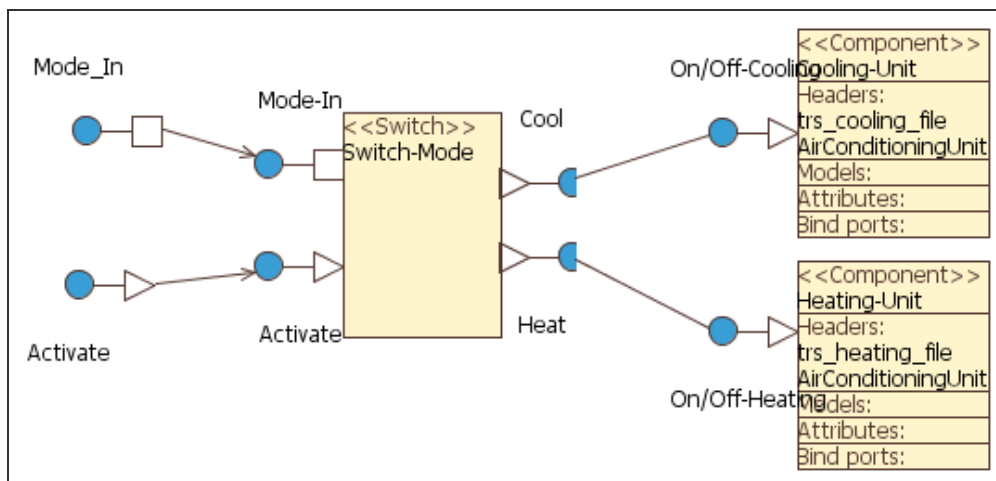 Mode_In
Mode-In
<<Switch>>
Switch-Mode
Activate
Activate
Cool
Heat
On/Off-Cooling
<<Component>>
Cooling-Unit
Headers:
trs_cooling_file
AirConditioningUnit
Models:
Attributes:
Bind ports:
<<Component>>
Heating-Unit
Headers:
trs_heating_file
AirConditioningUnit
On/Off-Heating
Models:
Attributes:
Bind ports: